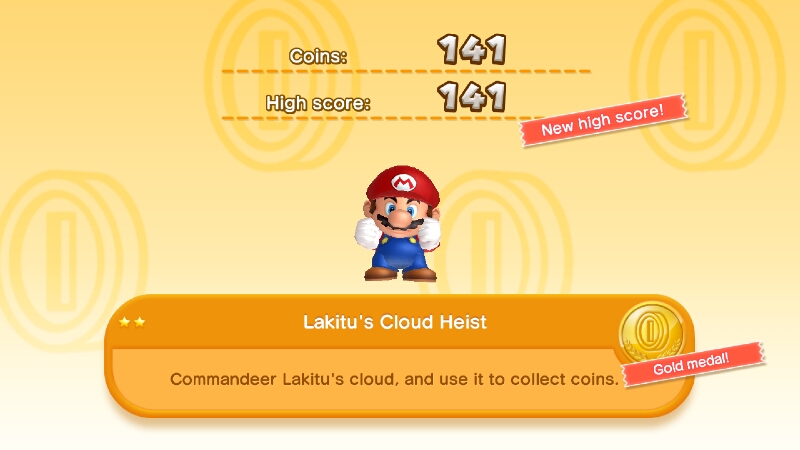 Coins: 141
High score: 141
New high score!
Lakitu's Cloud Heist
Commandeer Lakitu's cloud, and use it to collect coins.
Gold medal!